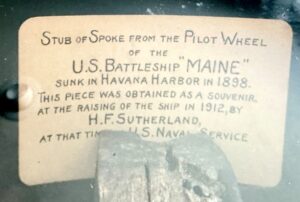 STUB OF SPOKE FROM THE PILOT WHEEL
OF THE
U.S. BATTLESHIP "MAINE"
SUNK IN HAVANA HARBOR IN 1898.
THIS PIECE WAS OBTAINED AS A SOUVENIR,
AT THE RAISING OF THE SHIP IN 1912, BY
H.F. SUTHERLAND,
AT THAT U.S. NAVAL SERVICE